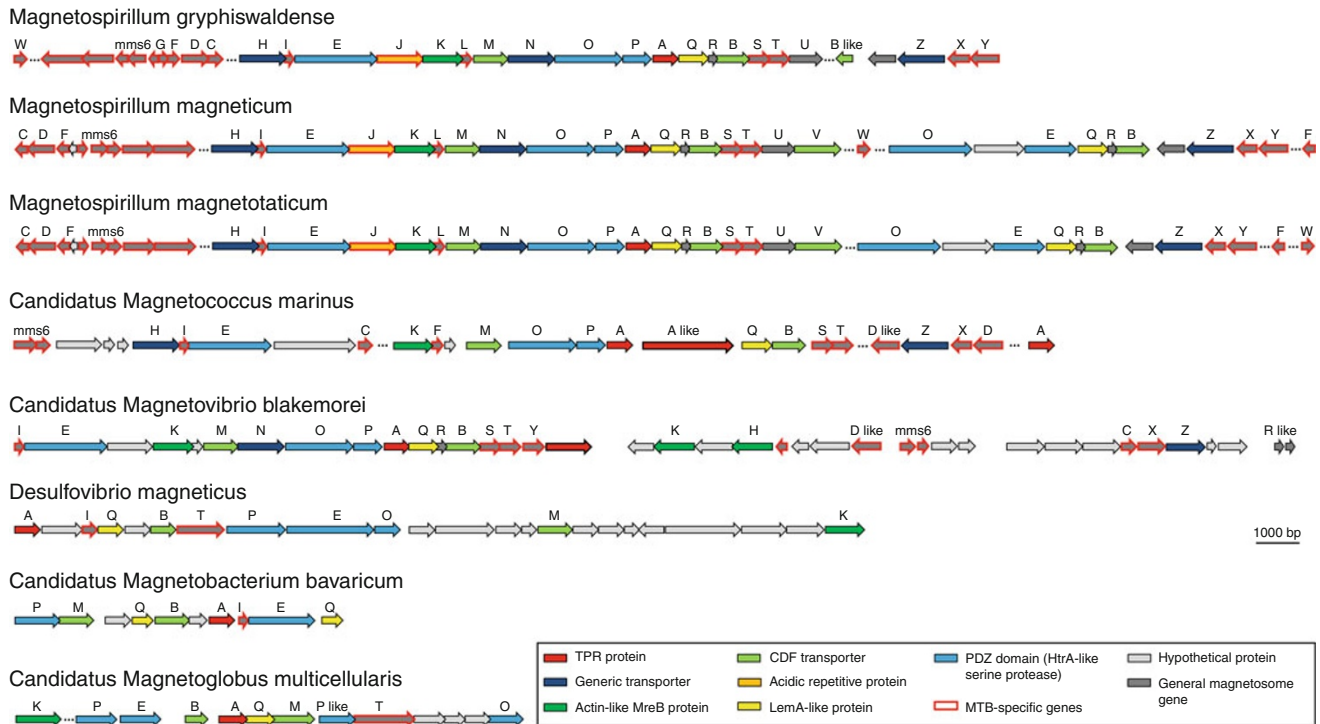 Magnetospirillum gryphiswaldense
W mms6 G F D C H I E J K L M N O P A Q R B S T U B like Z X Y
Magnetospirillum magneticum
C D F mms6 H I E J K L M N O P A Q R B S T U V W O E Q R B Z X Y F
Magnetospirillum magnetotaticum
C D F mms6 H I E J K L M N O P A Q R B S T U V O E Q R B Z X Y F W
Candidatus Magnetococcus marinus
mms6 H I E C K F M O P A A like Q B S T D like Z X D A
Candidatus Magnetovibrio blakemorei
I E K M N O P A Q R B S T Y K H D like mms6 C X Z R like
Desulfovibrio magneticus
A I Q B T P E O M K
1000 bp
Candidatus Magnetobacterium bavaricum
P M Q B A I E Q
Candidatus Magnetoglobus multicellularis
K P E B A Q M P like T O
TPR protein
Generic transporter
Actin-like MreB protein
CDF transporter
Acidic repetitive protein
LemA-like protein
PDZ domain (HtrA-like
serine protease)
MTB-specific genes
Hypothetical protein
General magnetosome
gene